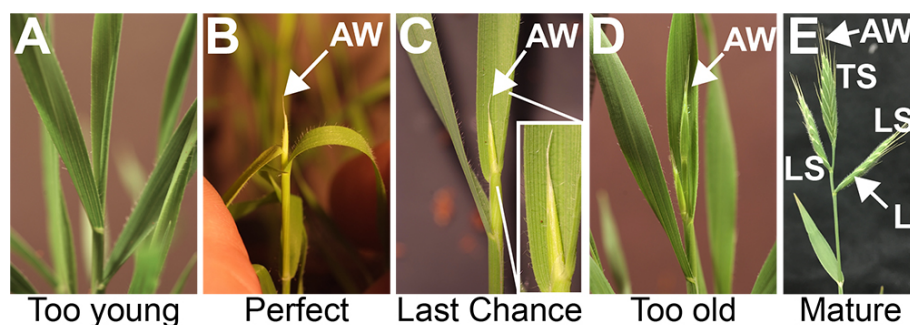 A
B
C
D
E
AW
AW
AW
AW
TS
LS
LS
L
Too young
Perfect
Last Chance
Too old
Mature